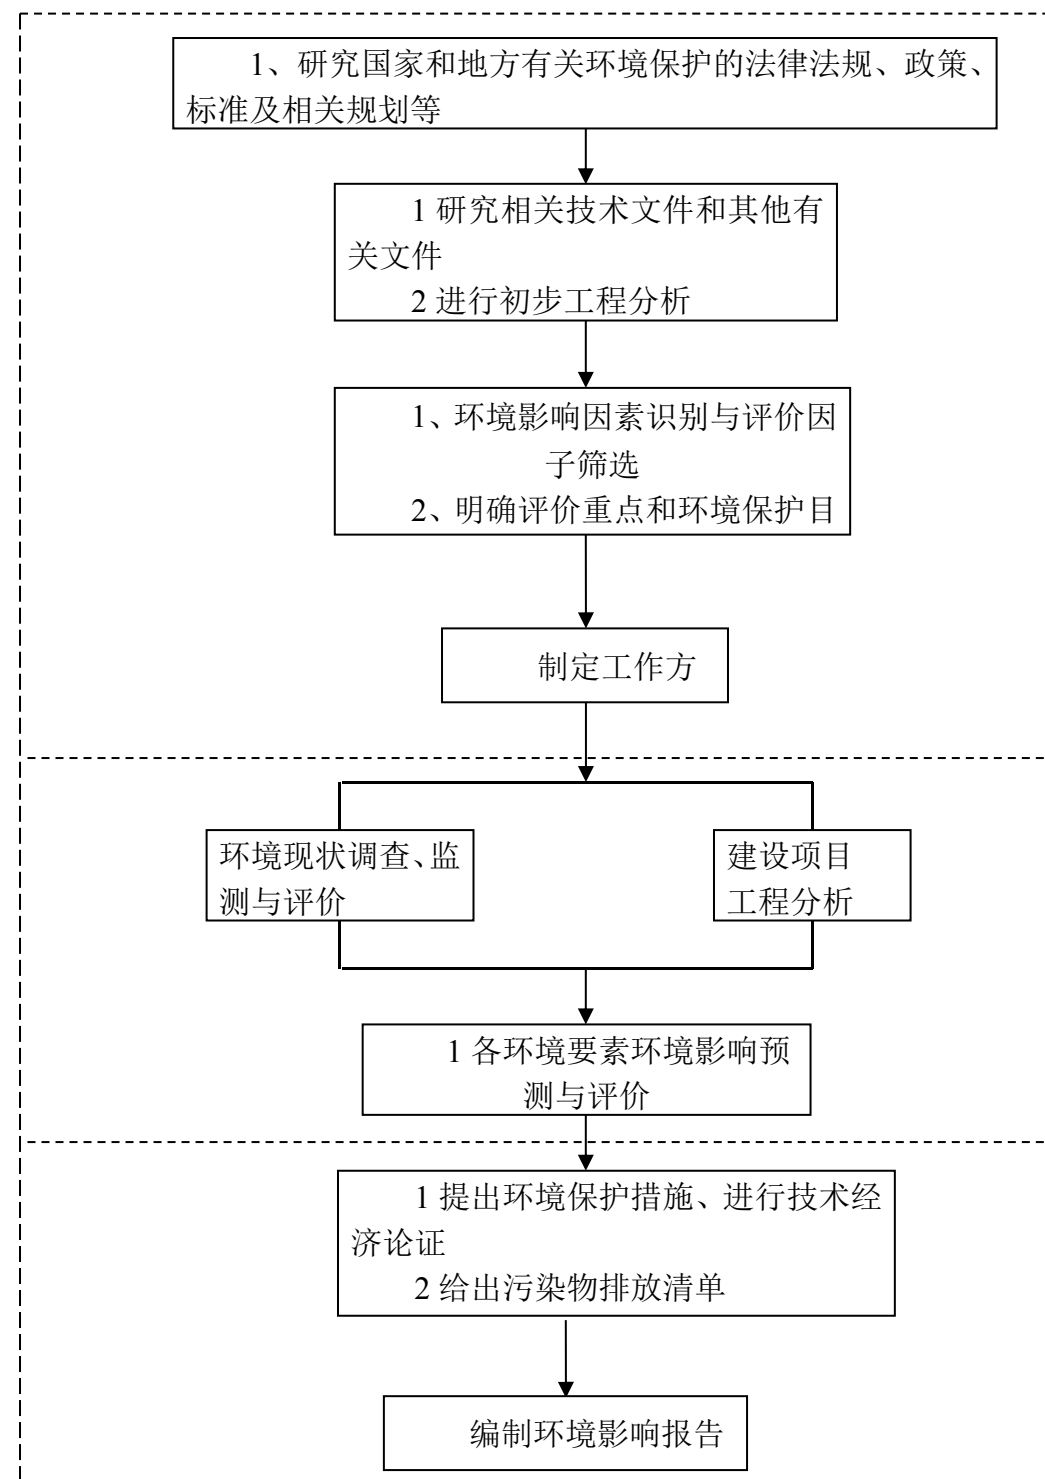 1、研究国家和地方有关环境保护的法律法规、政策、
标准及相关规划等
1 研究相关技术文件和其他有
关文件
2 进行初步工程分析
1、环境影响因素识别与评价因
子筛选
2、明确评价重点和环境保护目
制定工作方
环境现状调查、监
测与评价
建设项目
工程分析
1 各环境要素环境影响预
测与评价
1 提出环境保护措施、进行技术经
济论证
2 给出污染物排放清单
编制环境影响报告